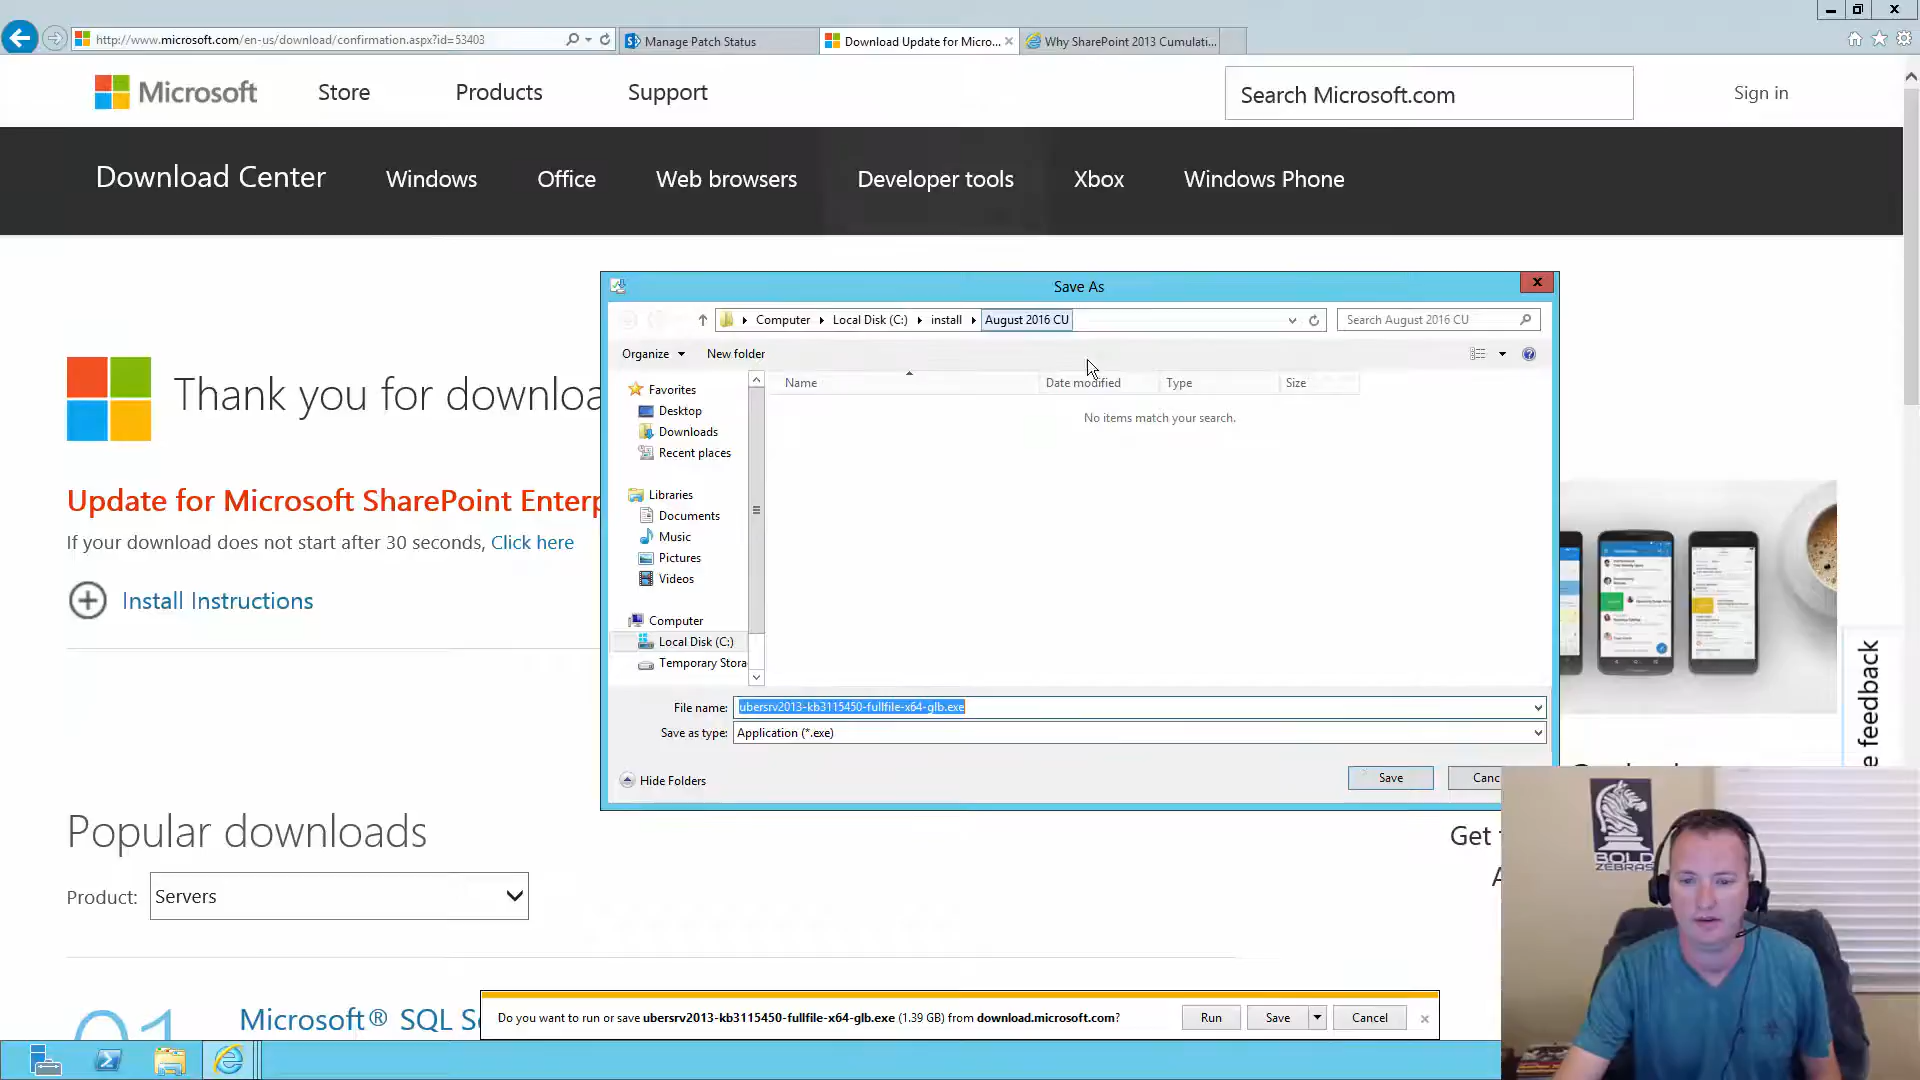 http://www.microsoft.com/en-us/download/confirmation.aspx?id=53403
Manage Patch Status
Download Update for Micro...
Why SharePoint 2013 Cumulati...
Microsoft
Store
Products
Support
Search Microsoft.com
Sign in
Download Center
Windows
Office
Web browsers
Developer tools
Xbox
Windows Phone
Save As
Computer
Local Disk (C:)
install
August 2016 CU
Search August 2016 CU
Organize
New folder
Name
Date modified
Type
Size
No items match your search.
Favorites
Desktop
Downloads
Recent places
Libraries
Documents
Music
Pictures
Videos
Computer
Local Disk (C:)
Temporary Stora
File name: ubersrv2013-kb3115450-fullfile-x64-glb.exe
Save as type: Application (*.exe)
Hide Folders
Save
Canc
Thank you for downloa
Update for Microsoft SharePoint Enterp
If your download does not start after 30 seconds, Click here
Install Instructions
e feedback
Popular downloads
Product: Servers
Get
01
Microsoft® SQL Se
Do you want to run or save ubersrv2013-kb3115450-fullfile-x64-glb.exe (1.39 GB) from download.microsoft.com?
Run
Save
Cancel
BOLD
ZEBRAS